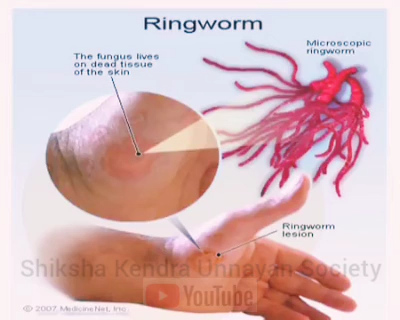 Ringworm
The fungus lives
on dead tissue
of the skin
Microscopic
ringworm
Ringworm
lesion
Shiksha Kendra Unnayan Society
YouTube
© 2007, MedicineNet, Inc.